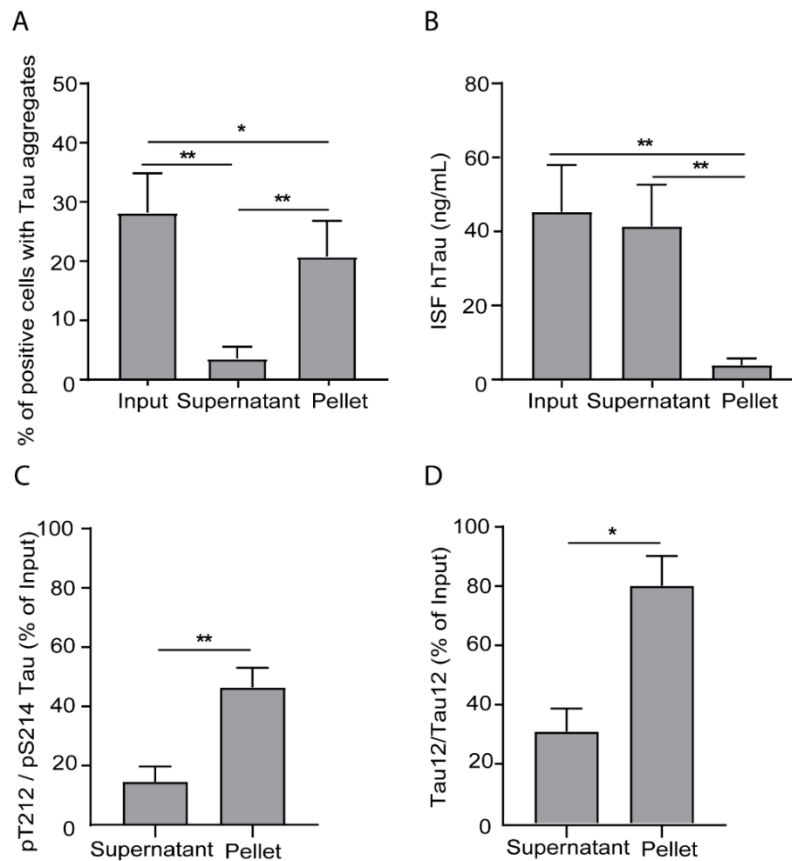 A
% of positive cells with Tau aggregates
50
40
30
20
10
0
*
**
**
Input Supernatant Pellet
B
ISF hTau (ng/mL)
80
60
40
20
0
**
**
Input Supernatant Pellet
C
pT212 / pS214 Tau (% of Input)
100
80
60
40
20
0
**
Supernatant Pellet
D
Tau12/Tau12 (% of Input)
100
80
60
40
20
0
*
Supernatant Pellet